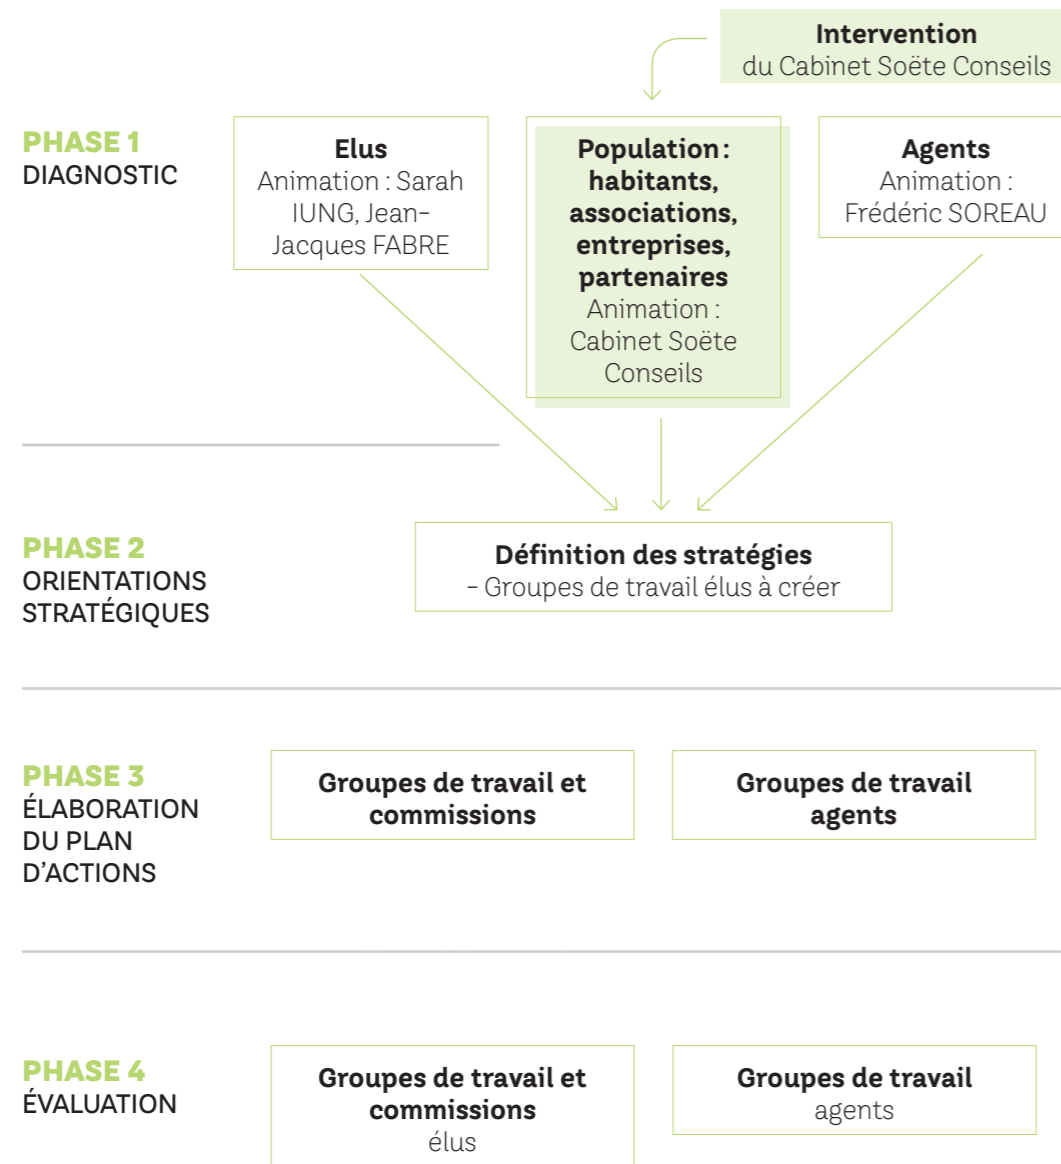 Intervention
du Cabinet Soëte Conseils
PHASE 1
DIAGNOSTIC
Elus
Animation : Sarah
IUNG, Jean-
Jacques FABRE
Population :
habitants,
associations,
entreprises,
partenaires
Animation :
Cabinet Soëte
Conseils
Agents
Animation :
Frédéric SOREAU
PHASE 2
ORIENTATIONS
STRATÉGIQUES
Définition des stratégies
– Groupes de travail élus à créer
PHASE 3
ÉLABORATION
DU PLAN
D’ACTIONS
Groupes de travail et
commissions
Groupes de travail
agents
PHASE 4
ÉVALUATION
Groupes de travail et
commissions
élus
Groupes de travail
agents